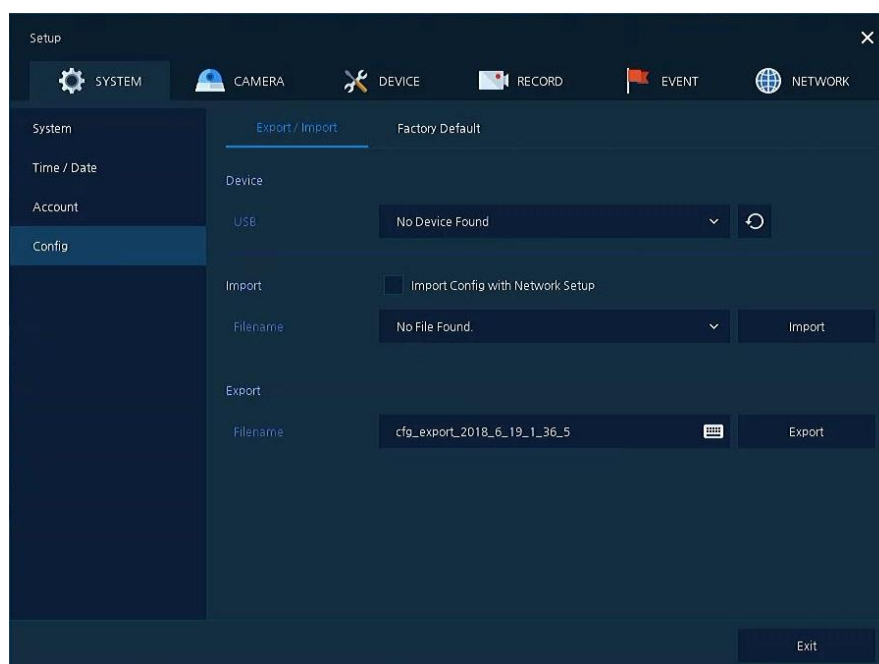 Setup
SYSTEM CAMERA DEVICE RECORD EVENT NETWORK
System
Time / Date
Account
Config
Export / Import Factory Default
Device
USB No Device Found
Import Import Config with Network Setup
Filename No File Found. Import
Export
Filename cfg_export_2018_6_19_1_36_5 Export
Exit